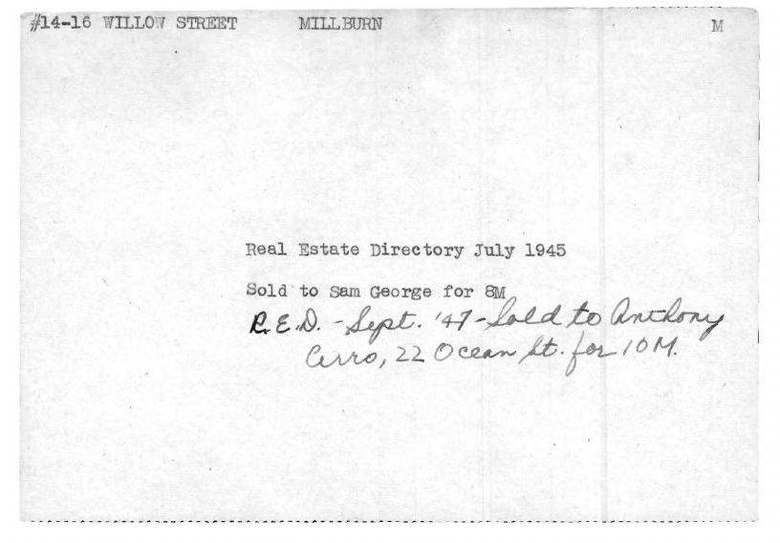 #14-16 WILLOW STREET MILLBURN M
Real Estate Directory July 1945
Sold to Sam George for 8M
R.E.D. - Sept. '47 - Sold to Anthony
Cerro, 22 Ocean St. for 10M.